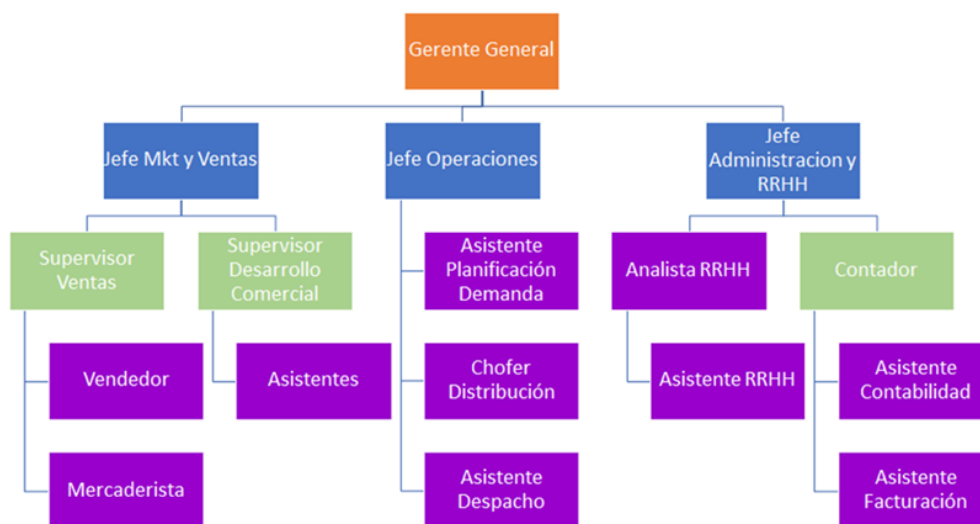 Gerente General
Jefe Mkt y Ventas
Jefe Operaciones
Jefe
Administracion y
RRHH
Supervisor
Ventas
Supervisor
Desarrollo
Comercial
Asistente
Planificación
Demanda
Analista RRHH
Contador
Vendedor
Asistentes
Chofer
Distribución
Asistente RRHH
Asistente
Contabilidad
Mercaderista
Asistente
Despacho
Asistente
Facturación